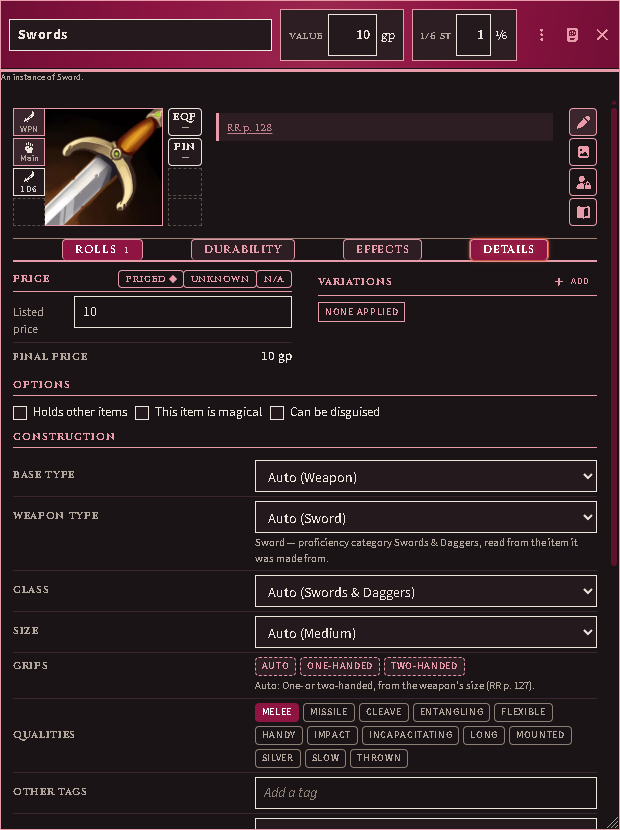 Swords
VALUE 10 gp
1/6 ST 1 1/6
An instance of Sword.
WPN
Main
1D6
EQP
—
PIN
—
RR p. 128
ROLLS 1
DURABILITY
EFFECTS
DETAILS
PRICE
PRICED ◆ UNKNOWN N/A
Listed price
10
FINAL PRICE 10 gp
VARIATIONS
+ ADD
NONE APPLIED
OPTIONS
Holds other items This item is magical Can be disguised
CONSTRUCTION
BASE TYPE Auto (Weapon)
WEAPON TYPE Auto (Sword)
Sword — proficiency category Swords & Daggers, read from the item it
was made from.
CLASS Auto (Swords & Daggers)
SIZE Auto (Medium)
GRIPS AUTO ONE-HANDED TWO-HANDED
Auto: One- or two-handed, from the weapon's size (RR p. 127).
QUALITIES
MELEE MISSILE CLEAVE ENTANGLING FLEXIBLE
HANDY IMPACT INCAPACITATING LONG MOUNTED
SILVER SLOW THROWN
OTHER TAGS Add a tag